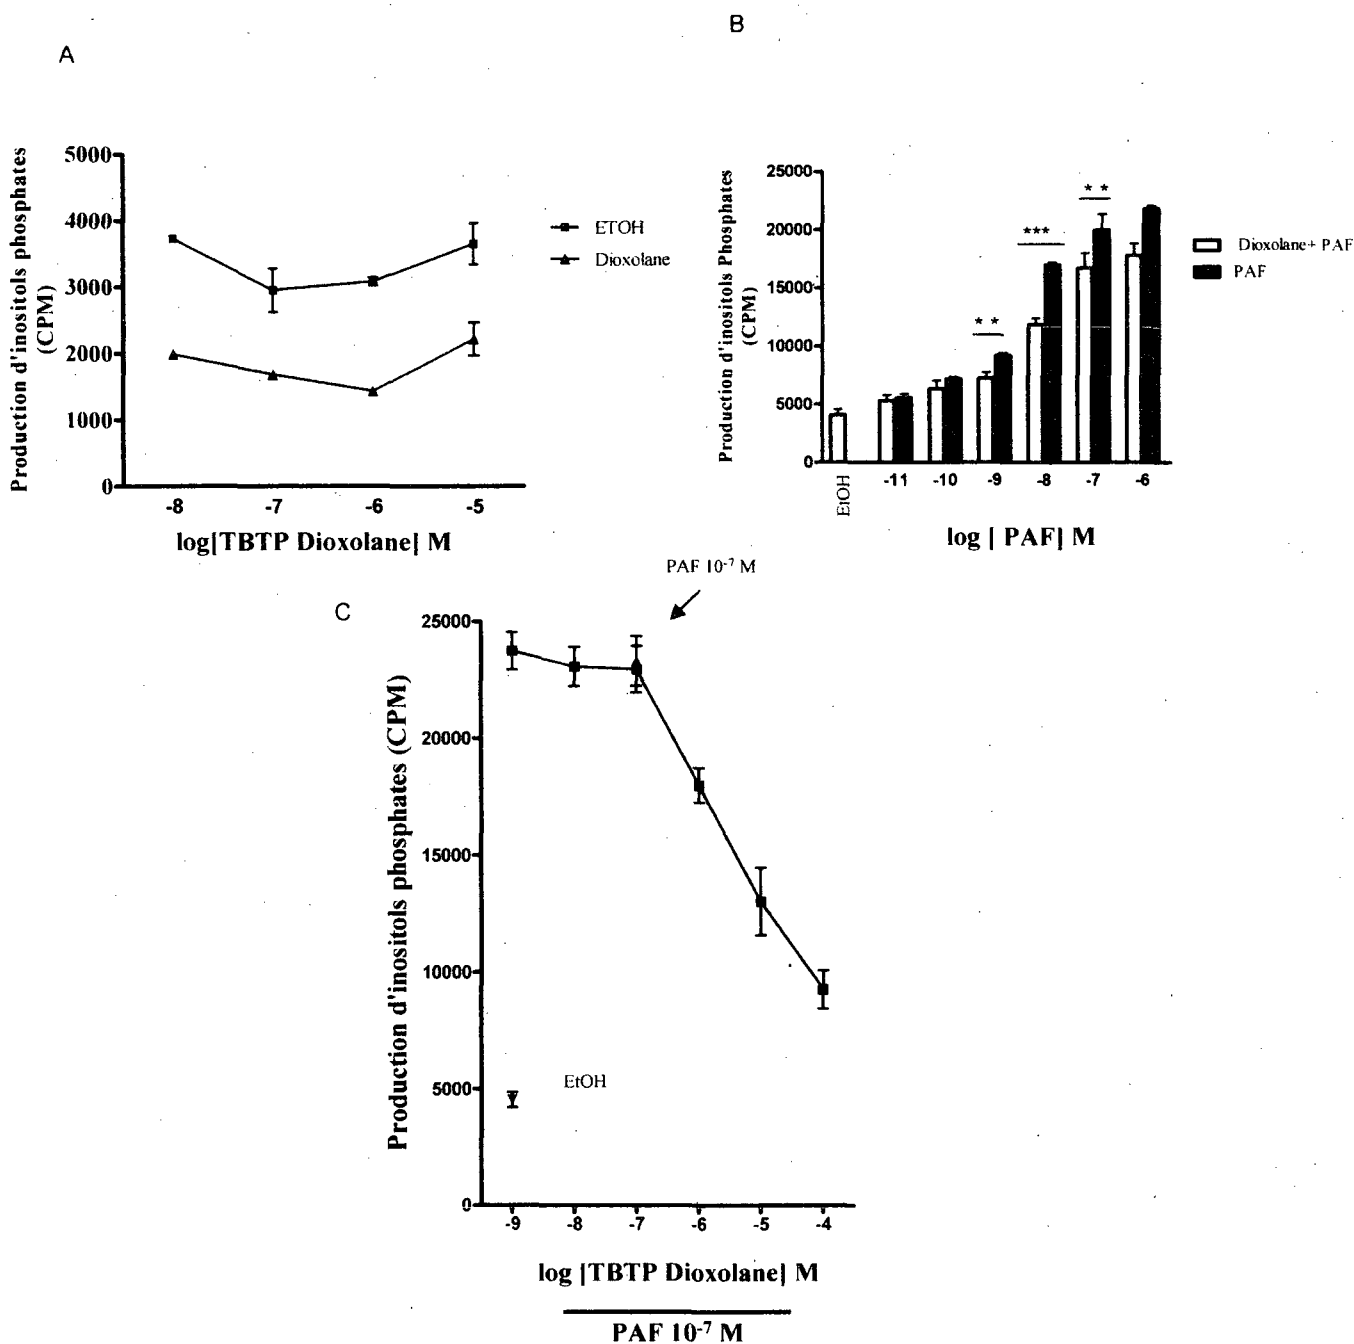 A
Production d'inositols phosphates
(CPM)
5000
4000
3000
2000
1000
0
-8 -7 -6 -5
log[TBTP Dioxolane] M
ETOH
Dioxolane
B
Production d'inositols Phosphates
(CPM)
25000
20000
15000
10000
5000
0
* *
***
* *
EtOH -11 -10 -9 -8 -7 -6
log [ PAF] M
Dioxolane+ PAF
PAF
C
PAF 10⁻⁷ M
Production d'inositols phosphates (CPM)
25000
20000
15000
10000
5000
0
EtOH
-9 -8 -7 -6 -5 -4
log [TBTP Dioxolane] M
PAF 10⁻⁷ M